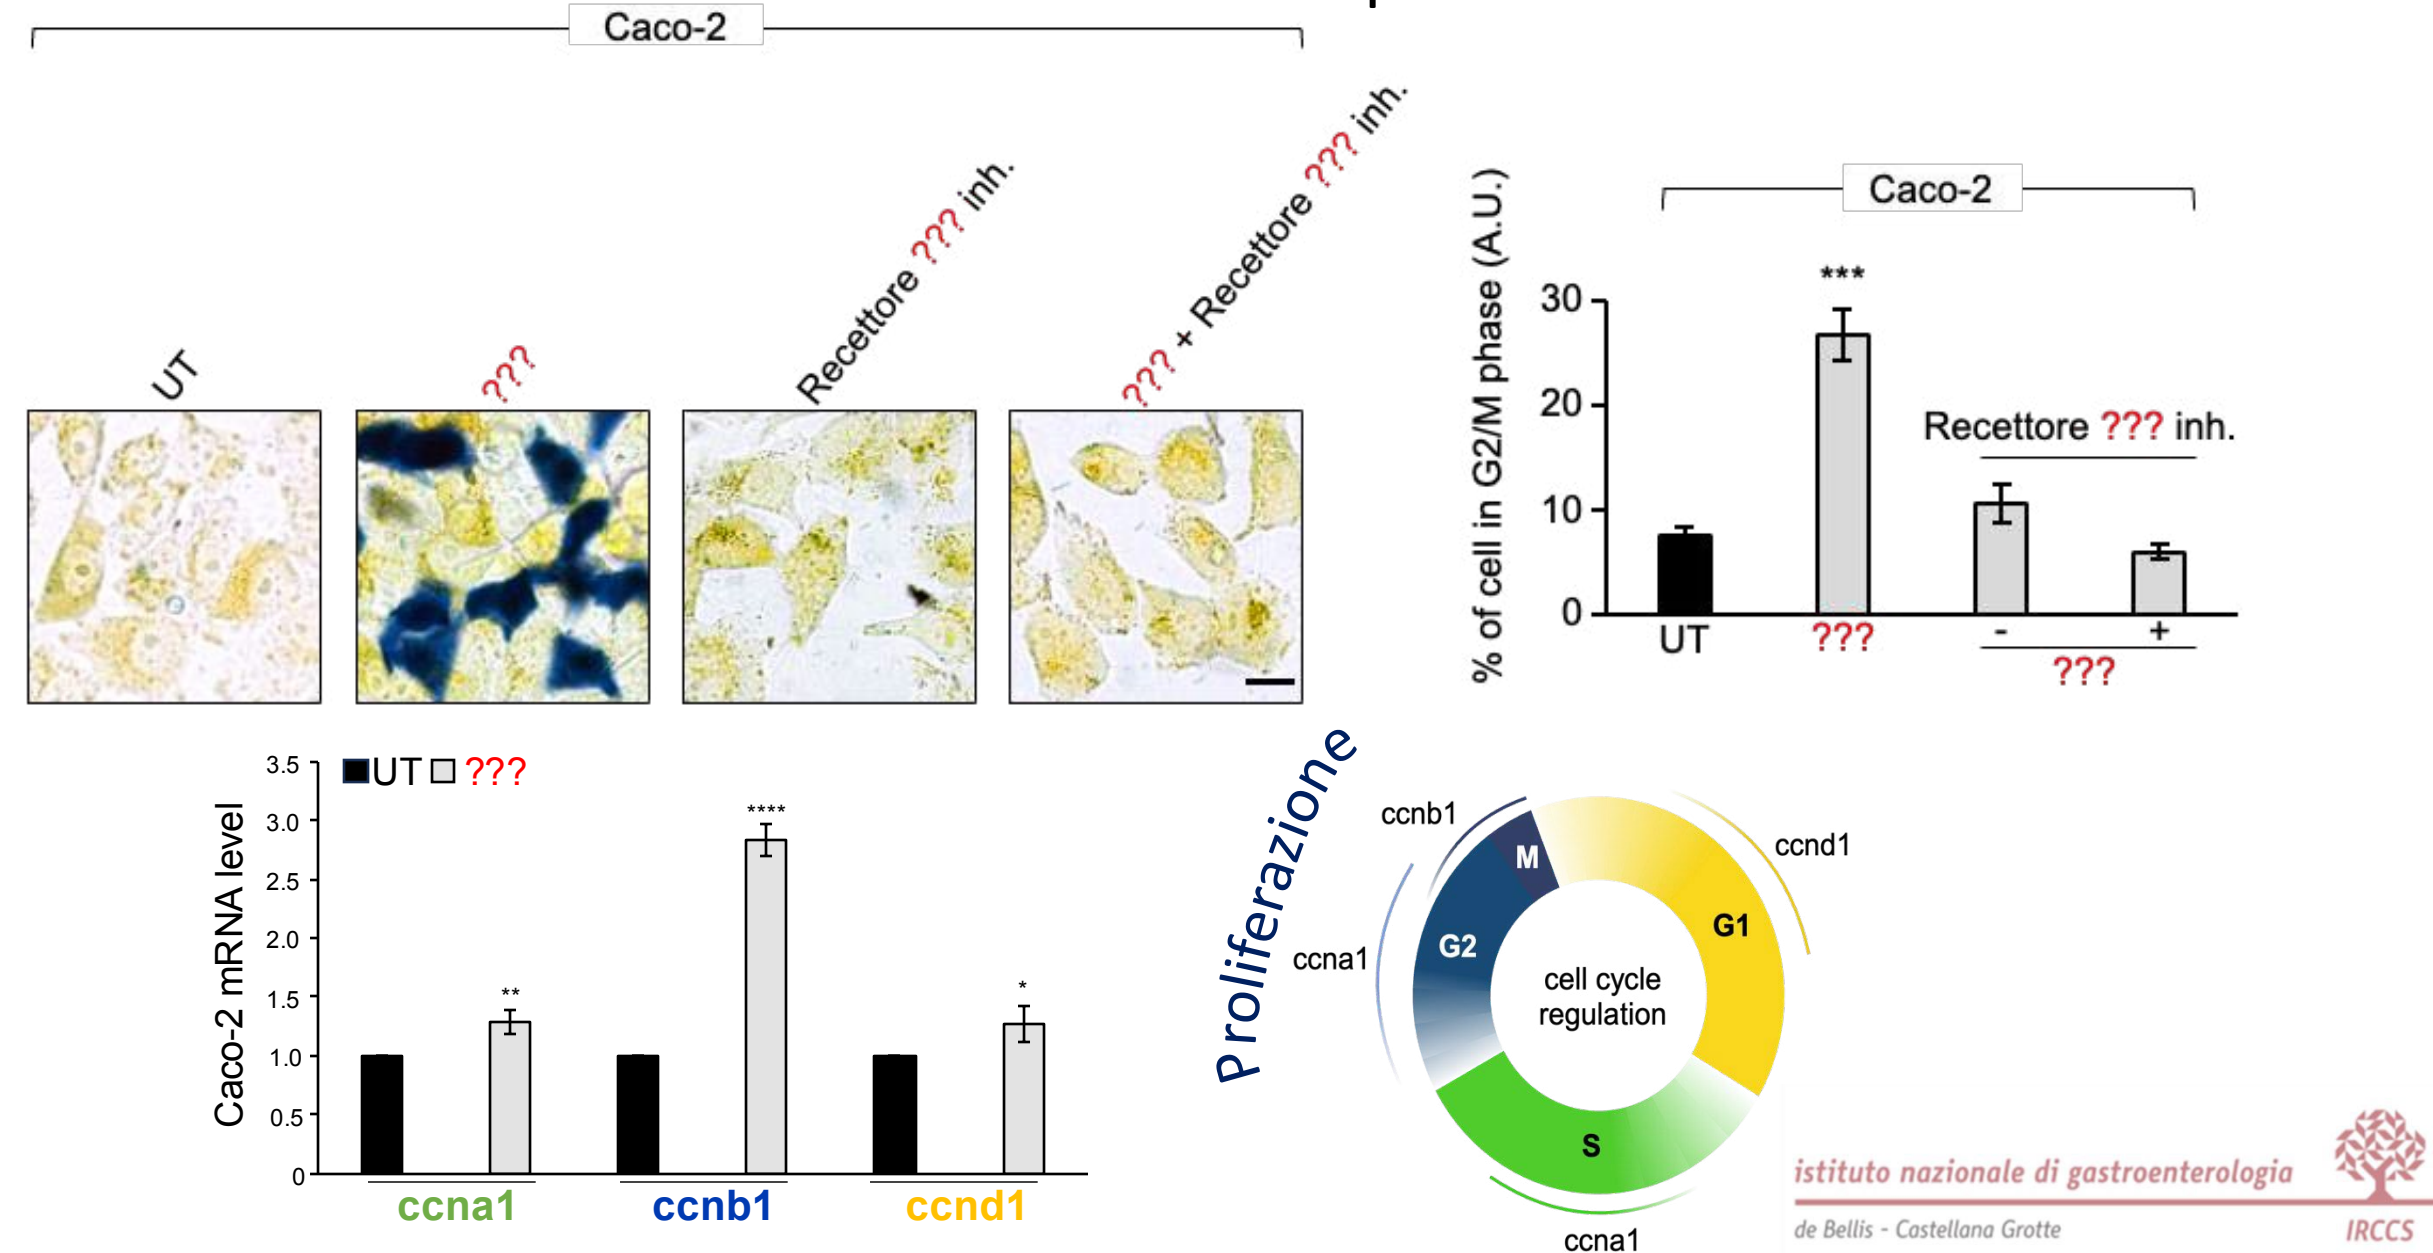 Caco-2
UT
???
Recettore ??? inh.
??? + Recettore ??? inh.
Caco-2
% of cell in G2/M phase (A.U.)
30
20
10
0
***
Recettore ??? inh.
UT
???
-
+
???
Caco-2 mRNA level
3.5
3.0
2.5
2.0
1.5
1.0
0.5
0
UT ???
**
****
*
ccna1
ccnb1
ccnd1
Proliferazione
ccnb1
ccnd1
ccna1
M
G1
G2
S
cell cycle
regulation
ccna1
istituto nazionale di gastroenterologia
de Bellis - Castellana Grotte
IRCCS